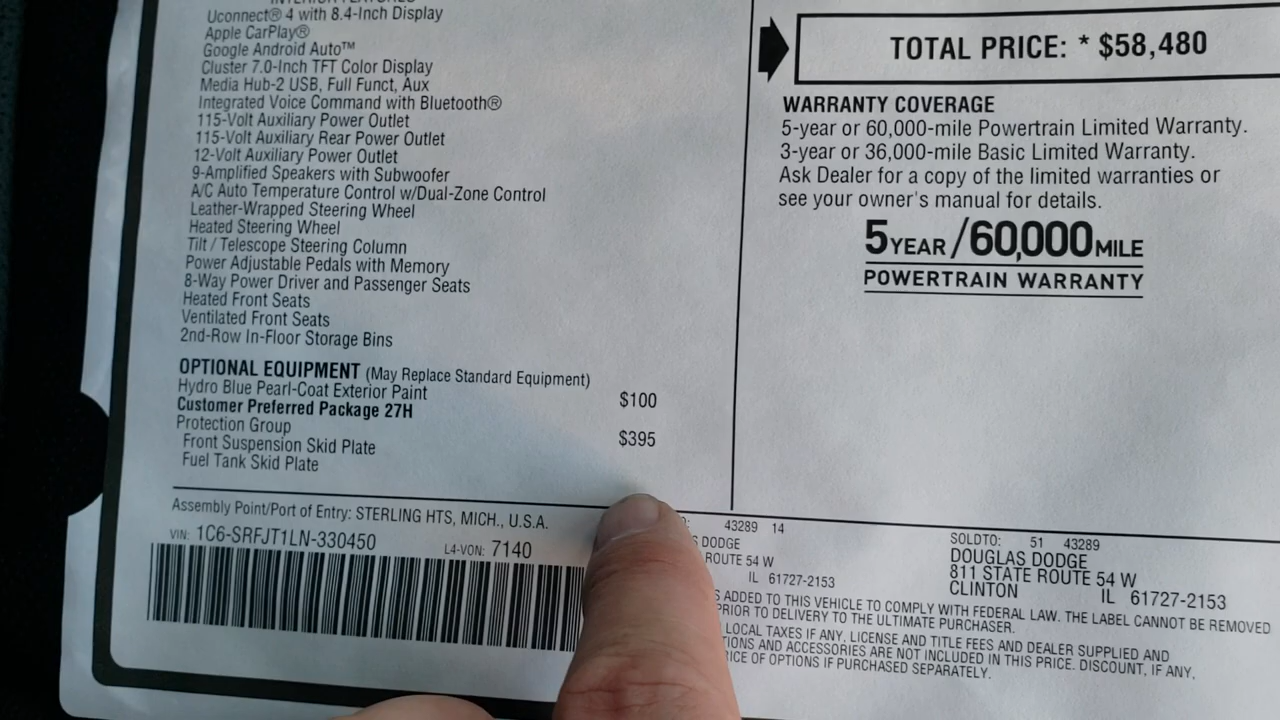 INTERIOR FEATURES
Uconnect® 4 with 8.4-Inch Display
Apple CarPlay®
Google Android Auto™
Cluster 7.0-Inch TFT Color Display
Media Hub-2 USB, Full Funct, Aux
Integrated Voice Command with Bluetooth®
115-Volt Auxiliary Power Outlet
115-Volt Auxiliary Rear Power Outlet
12-Volt Auxiliary Power Outlet
9-Amplified Speakers with Subwoofer
A/C Auto Temperature Control w/Dual-Zone Control
Leather-Wrapped Steering Wheel
Heated Steering Wheel
Tilt / Telescope Steering Column
Power Adjustable Pedals with Memory
8-Way Power Driver and Passenger Seats
Heated Front Seats
Ventilated Front Seats
2nd-Row In-Floor Storage Bins
OPTIONAL EQUIPMENT (May Replace Standard Equipment)
Hydro Blue Pearl-Coat Exterior Paint $100
Customer Preferred Package 27H
Protection Group $395
Front Suspension Skid Plate
Fuel Tank Skid Plate
TOTAL PRICE: * $58,480
WARRANTY COVERAGE
5-year or 60,000-mile Powertrain Limited Warranty.
3-year or 36,000-mile Basic Limited Warranty.
Ask Dealer for a copy of the limited warranties or
see your owner's manual for details.
5 YEAR / 60,000 MILE
POWERTRAIN WARRANTY
Assembly Point/Port of Entry: STERLING HTS, MICH., U.S.A.
VIN: 1C6-SRFJT1LN-330450 L4-VON: 7140
43289 14
DODGE
ROUTE 54 W
IL 61727-2153
SOLDTO: 51 43289
DOUGLAS DODGE
811 STATE ROUTE 54 W
CLINTON IL 61727-2153
ADDED TO THIS VEHICLE TO COMPLY WITH FEDERAL LAW. THE LABEL CANNOT BE REMOVED
PRIOR TO DELIVERY TO THE ULTIMATE PURCHASER.
LOCAL TAXES IF ANY, LICENSE AND TITLE FEES AND DEALER SUPPLIED AND
AND ACCESSORIES ARE NOT INCLUDED IN THIS PRICE. DISCOUNT, IF ANY,
OF OPTIONS IF PURCHASED SEPARATELY.